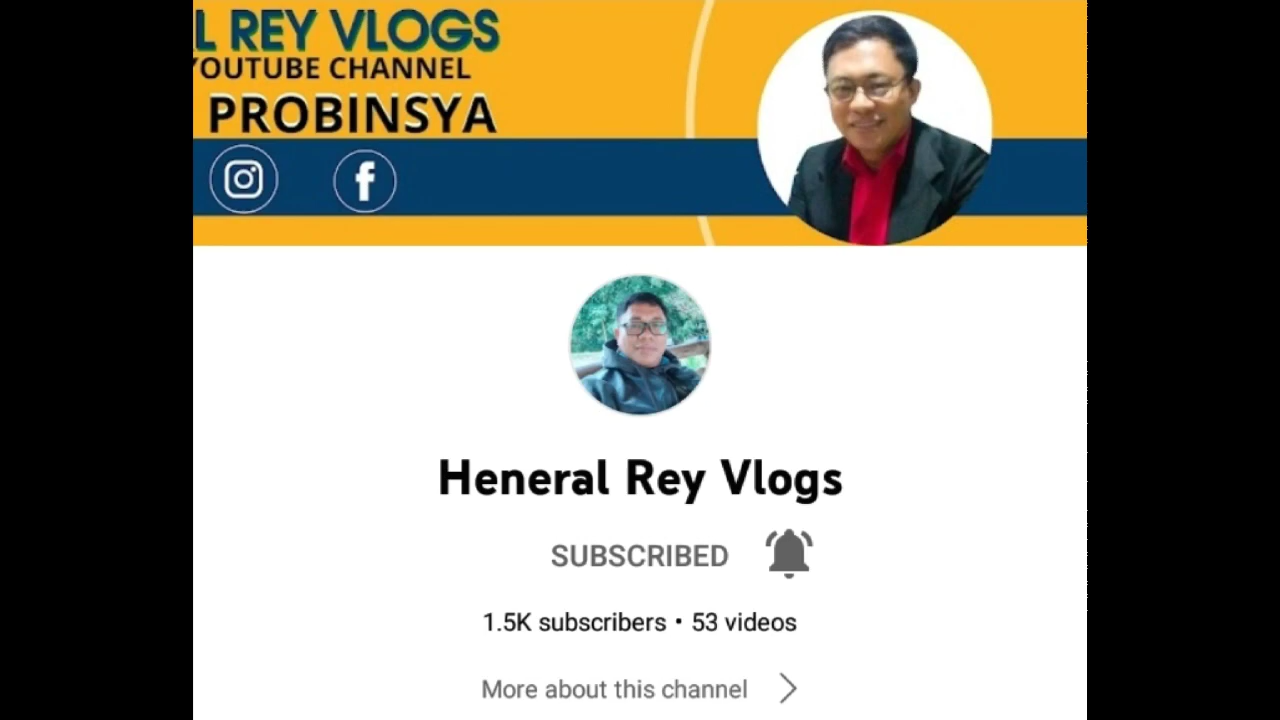 L REY VLOGS
YOUTUBE CHANNEL
PROBINSYA
Heneral Rey Vlogs
SUBSCRIBED
1.5K subscribers • 53 videos
More about this channel